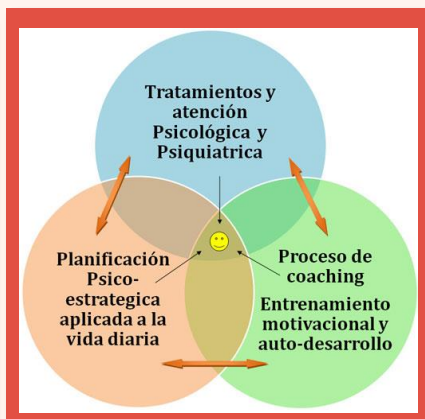 Tratamientos y
atención
Psicológica y
Psiquiatrica
Planificación
Psico-
estrategica
aplicada a la
vida diaria
Proceso de
coaching
Entrenamiento
motivacional y
auto-desarrollo